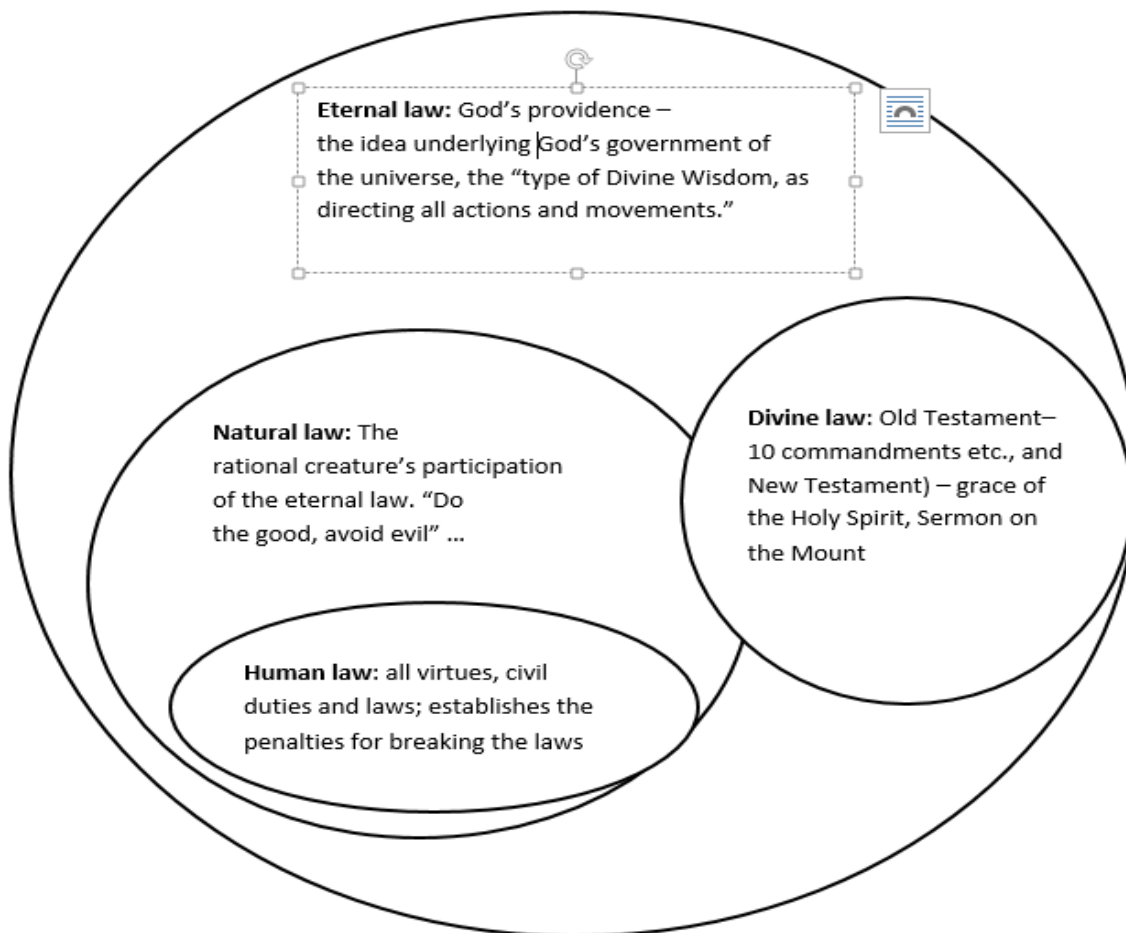 Eternal law: God’s providence –
the idea underlying God’s government of
the universe, the “type of Divine Wisdom, as
directing all actions and movements.”
Natural law: The
rational creature’s participation
of the eternal law. “Do
the good, avoid evil” ...
Divine law: Old Testament–
10 commandments etc., and
New Testament) – grace of
the Holy Spirit, Sermon on
the Mount
Human law: all virtues, civil
duties and laws; establishes the
penalties for breaking the laws